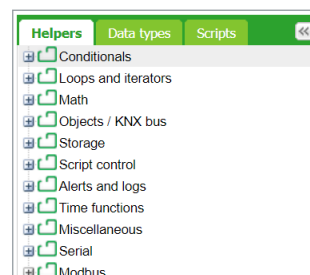 Helpers Data types Scripts
Conditionals
Loops and iterators
Math
Objects / KNX bus
Storage
Script control
Alerts and logs
Time functions
Miscellaneous
Serial
Modbus